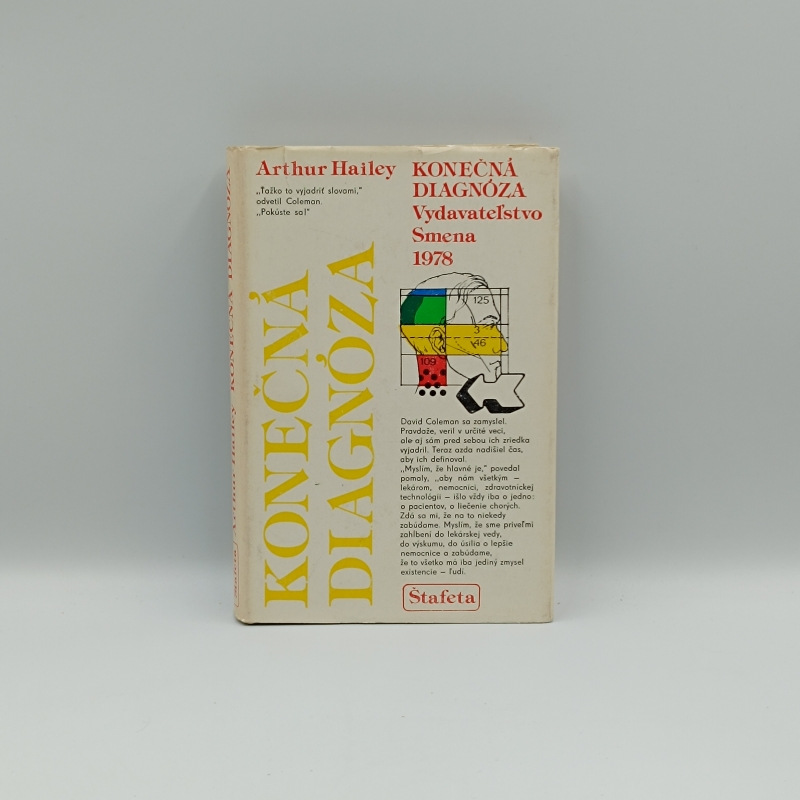 Arthur Hailey
„Ťažko to vyjadriť slovami,"
odvetil Coleman.
„Pokúste sa!"
KONEČNÁ
DIAGNÓZA
Vydavateľstvo
Smena
1978
KONEČNÁ
DIAGNÓZA
125
3
46
109
David Coleman sa zamyslel.
Pravdaže, veril v určité veci,
ale aj sám pred sebou ich zriedka
vyjadril. Teraz azda nadišiel čas,
aby ich definoval.
„Myslím, že hlavné je," povedal
pomaly, „aby nám všetkým –
lekárom, nemocnici, zdravotníckej
technológii – išlo vždy iba o jedno:
o pacientov, o liečenie chorých.
Zdá sa mi, že na to niekedy
zabúdame. Myslím, že sme priveľmi
zahĺbení do lekárskej vedy,
do výskumu, do úsilia o lepšie
nemocnice a zabúdame,
že to všetko má iba jediný zmysel
existencie – ľudí.
Štafeta
Arthur Hailey KONEČNÁ DIAGNÓZA